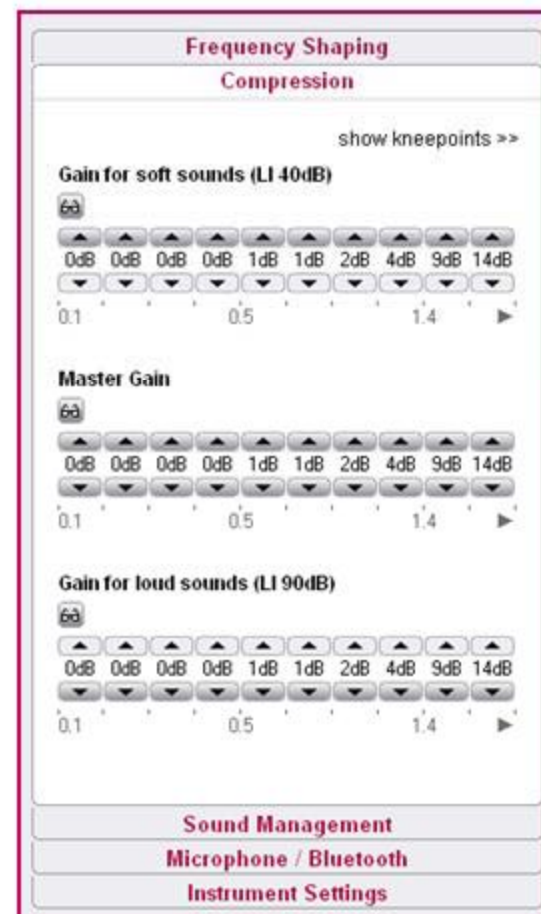 Frequency Shaping
Compression
show kneepoints >>
Gain for soft sounds (LI 40dB)
0dB 0dB 0dB 0dB 1dB 1dB 2dB 4dB 9dB 14dB
0.1 0.5 1.4
Master Gain
0dB 0dB 0dB 0dB 1dB 1dB 2dB 4dB 9dB 14dB
0.1 0.5 1.4
Gain for loud sounds (LI 90dB)
0dB 0dB 0dB 0dB 1dB 1dB 2dB 4dB 9dB 14dB
0.1 0.5 1.4
Sound Management
Microphone / Bluetooth
Instrument Settings